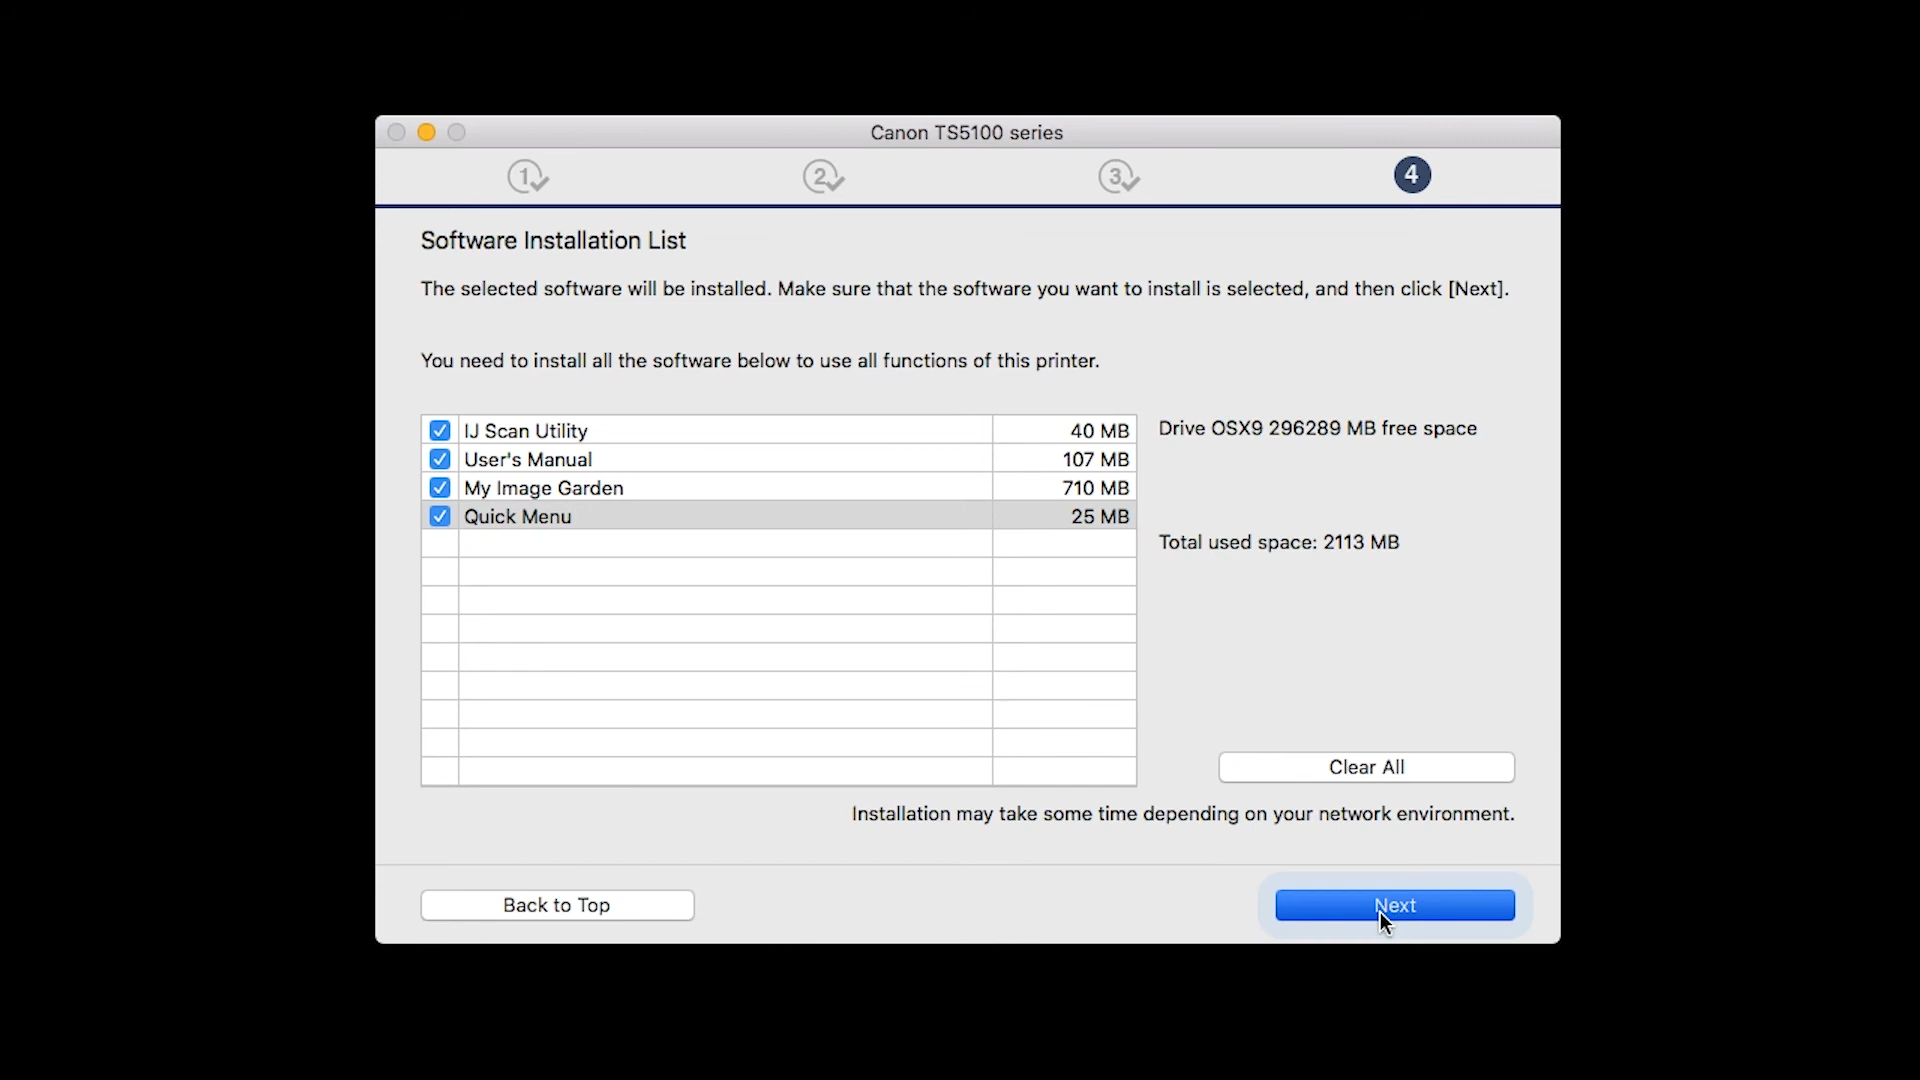 Canon TS5100 series
1 2 3 4
Software Installation List
The selected software will be installed. Make sure that the software you want to install is selected, and then click [Next].
You need to install all the software below to use all functions of this printer.
IJ Scan Utility 40 MB
User's Manual 107 MB
My Image Garden 710 MB
Quick Menu 25 MB
Drive OSX9 296289 MB free space
Total used space: 2113 MB
Clear All
Installation may take some time depending on your network environment.
Back to Top
Next